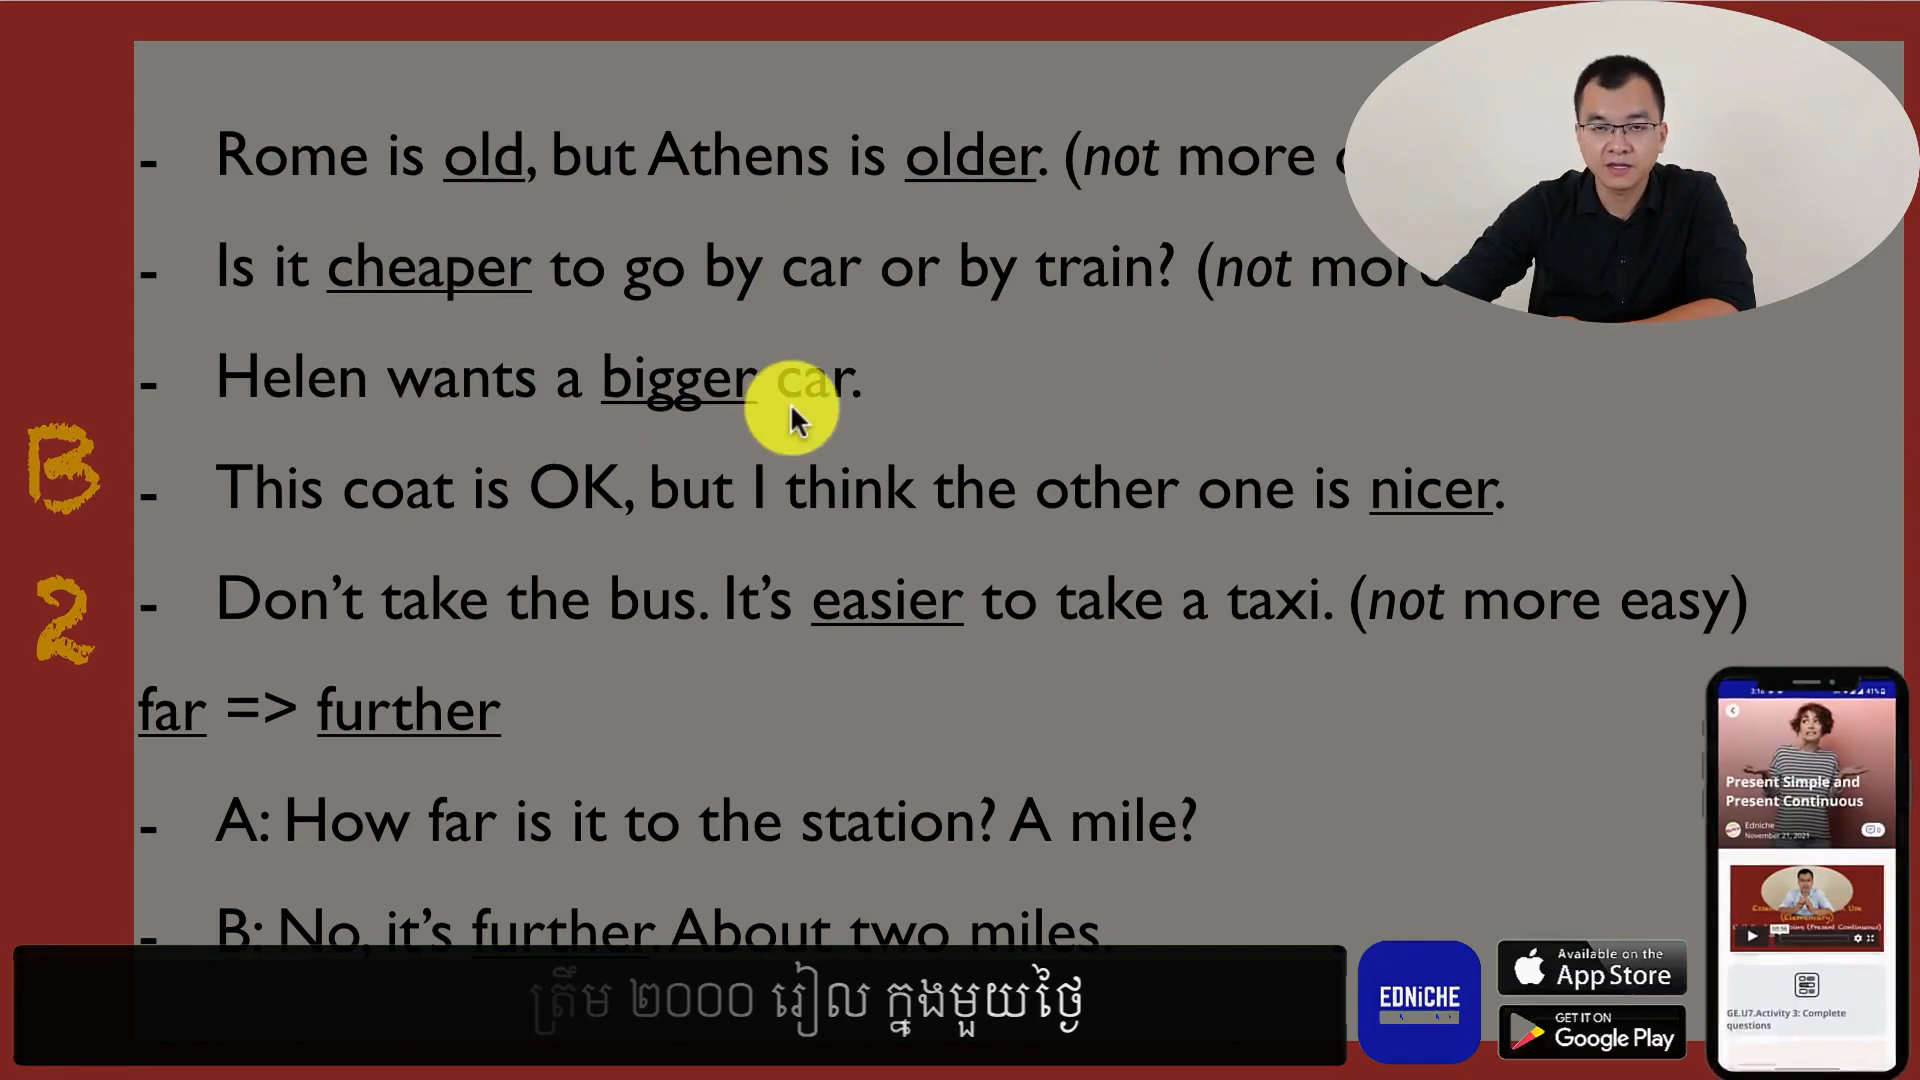 - Rome is old, but Athens is older. (not more
- Is it cheaper to go by car or by train? (not more
- Helen wants a bigger car.
- This coat is OK, but I think the other one is nicer.
- Don’t take the bus. It’s easier to take a taxi. (not more easy)
far => further
- A: How far is it to the station? A mile?
- B: No, it’s further. About two miles.
B
2
ត្រឹម ២០០០ រៀល ក្នុងមួយថ្ងៃ
EDNiCHE
Available on the
App Store
GET IT ON
Google Play
41%
Present Simple and
Present Continuous
Edniche
November 21, 2021
GE.U7.Activity 3: Complete
questions